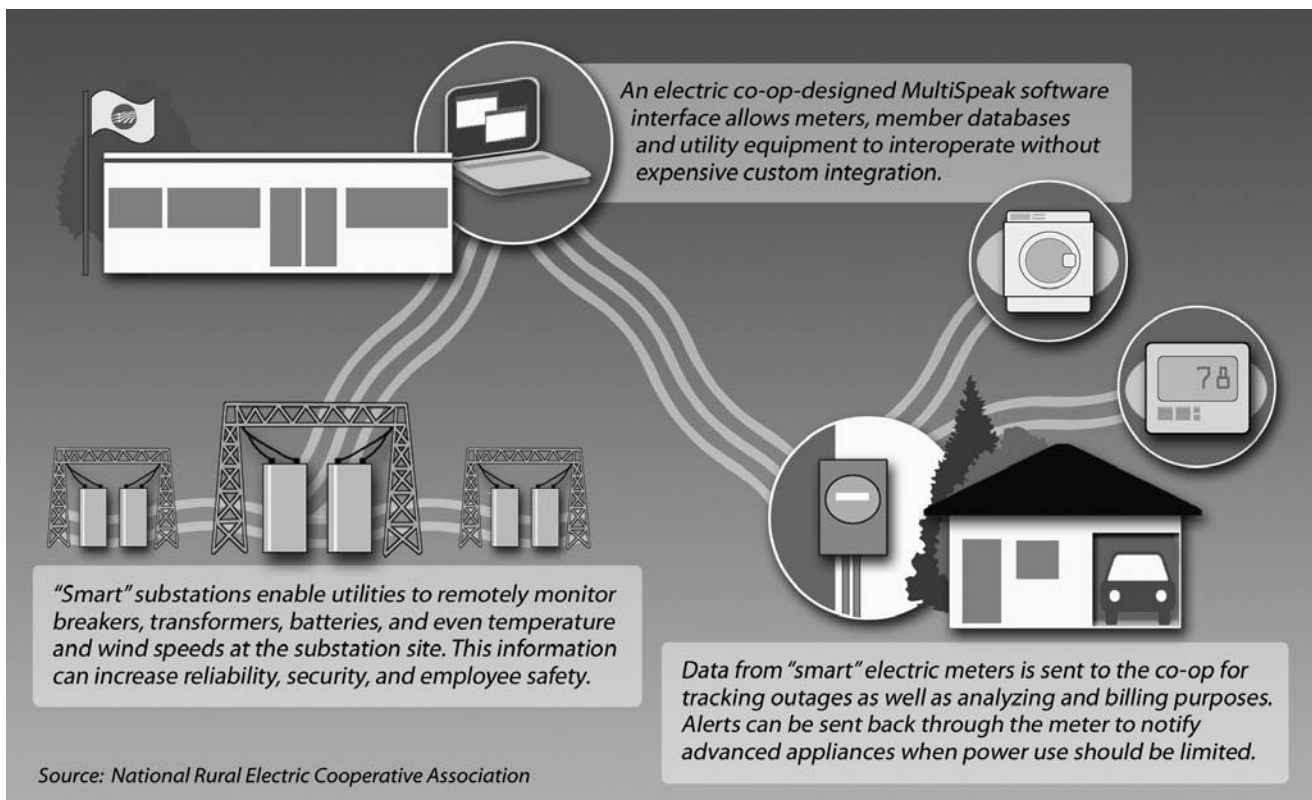 An electric co-op-designed MultiSpeak software
interface allows meters, member databases
and utility equipment to interoperate without
expensive custom integration.
78
“Smart” substations enable utilities to remotely monitor
breakers, transformers, batteries, and even temperature
and wind speeds at the substation site. This information
can increase reliability, security, and employee safety.
Data from “smart” electric meters is sent to the co-op for
tracking outages as well as analyzing and billing purposes.
Alerts can be sent back through the meter to notify
advanced appliances when power use should be limited.
Source: National Rural Electric Cooperative Association